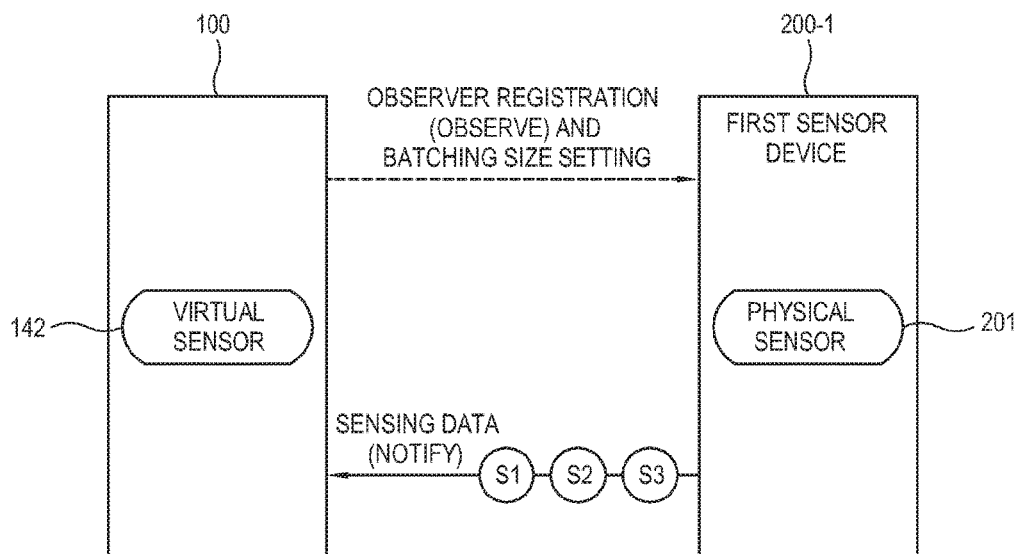 100
200-1
OBSERVER REGISTRATION
(OBSERVE) AND
BATCHING SIZE SETTING
FIRST SENSOR
DEVICE
142
VIRTUAL
SENSOR
PHYSICAL
SENSOR
201
SENSING DATA
(NOTIFY)
S1
S2
S3